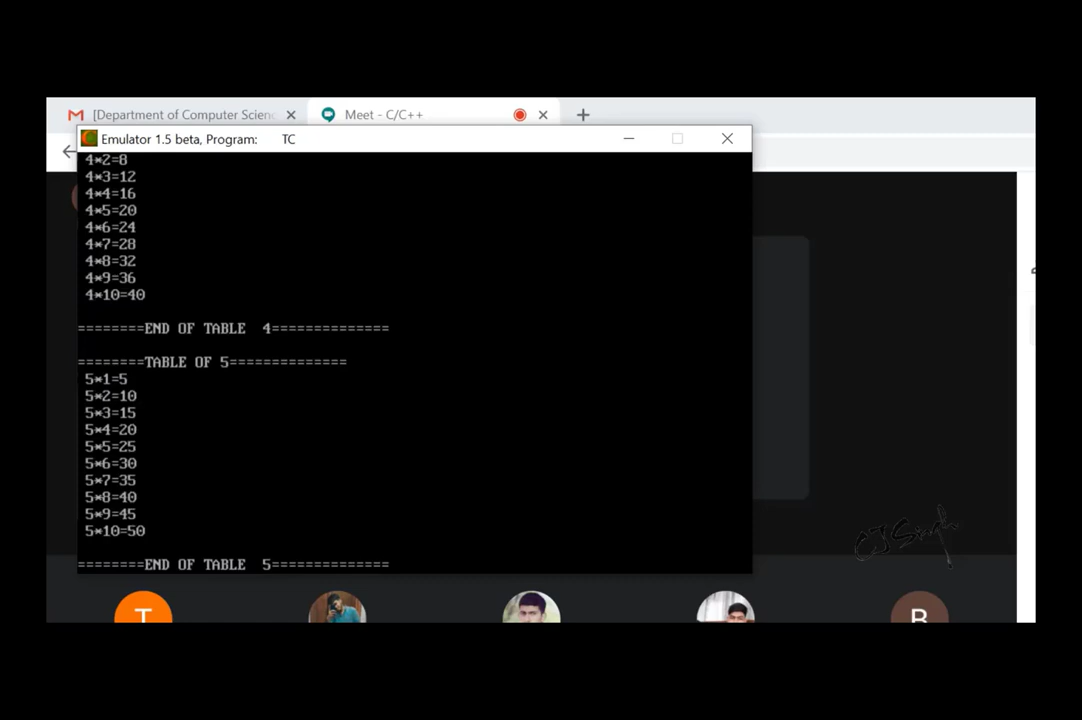 [Department of Computer Scienc
Meet - C/C++
Emulator 1.5 beta, Program: TC
4*2=8
4*3=12
4*4=16
4*5=20
4*6=24
4*7=28
4*8=32
4*9=36
4*10=40
========END OF TABLE 4==============
========TABLE OF 5==============
5*1=5
5*2=10
5*3=15
5*4=20
5*5=25
5*6=30
5*7=35
5*8=40
5*9=45
5*10=50
========END OF TABLE 5==============
CJSingh
T
B